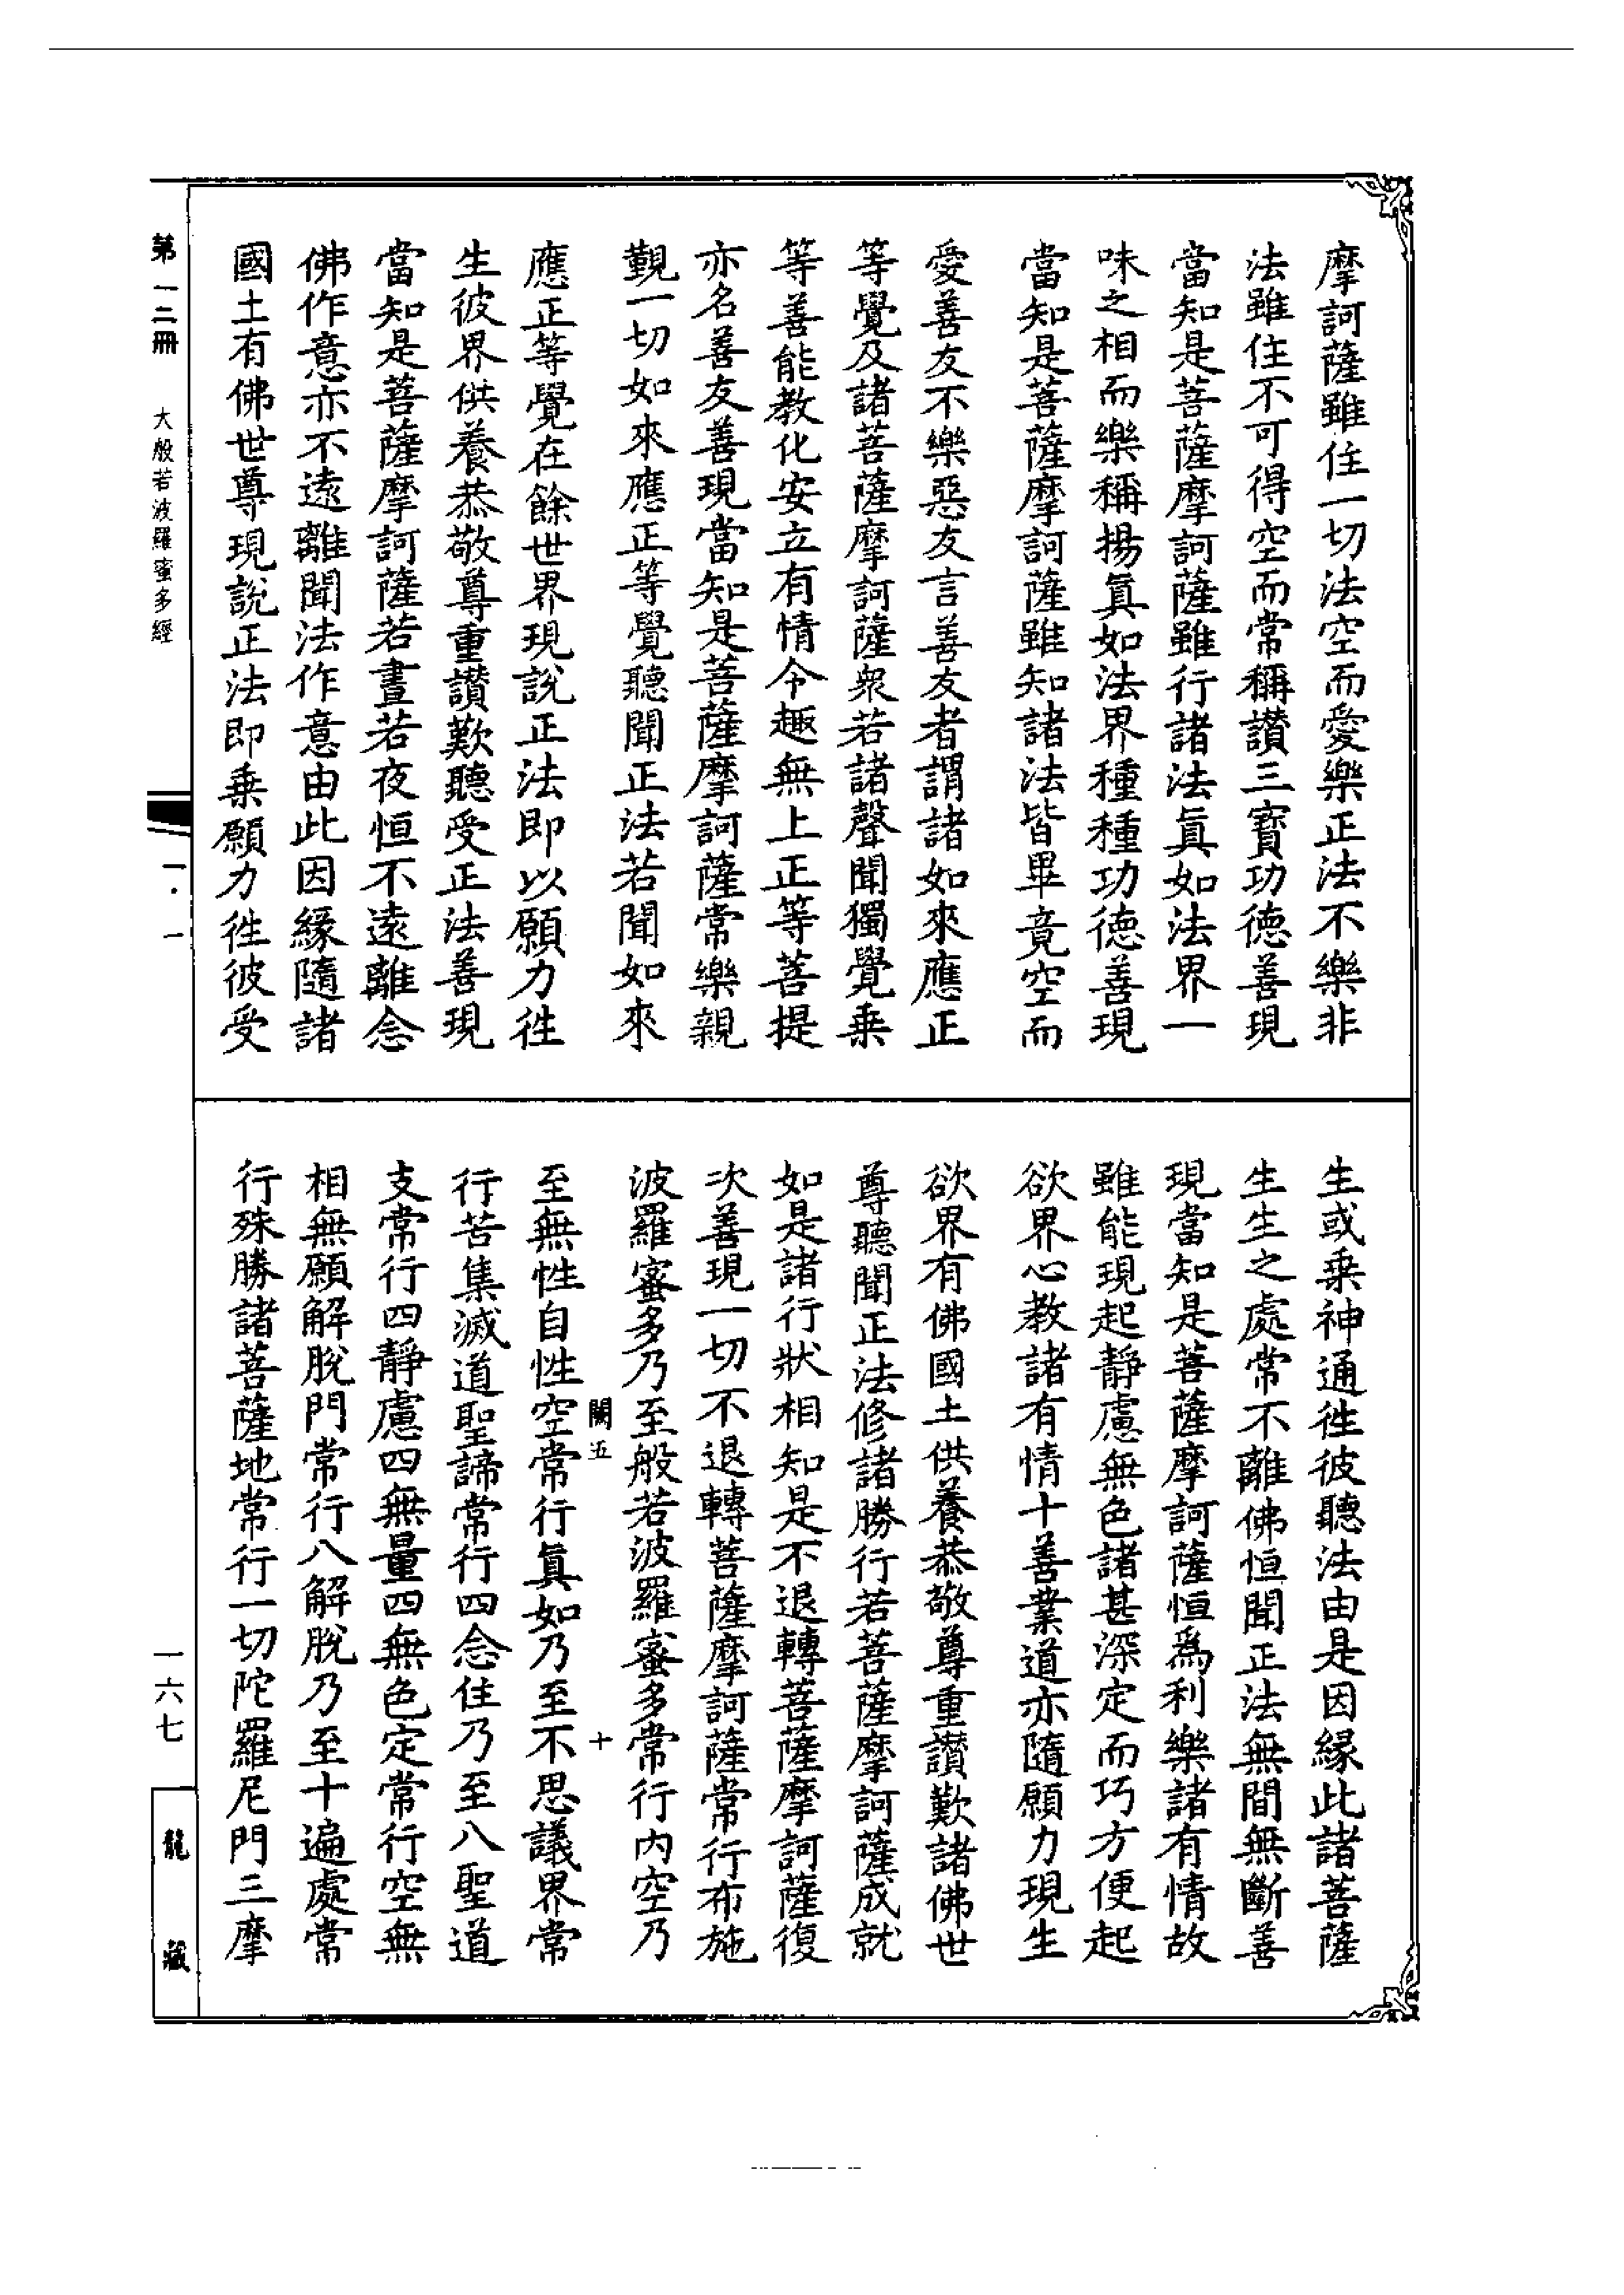 摩訶薩雖住一切法空而愛樂正法不樂非
法雖住不可得空而常稱讚三寶功德善現
當知是菩薩摩訶薩雖行諸法眞如法界一
味之相而樂稱揚眞如法界種種功德善現
當知是菩薩摩訶薩雖知諸法皆畢竟空而
愛善友不樂惡友言善友者謂諸如來應正
等覺及諸菩薩摩訶薩衆若諸聲聞獨覺乗
等善能教化安立有情令趣無上正等菩提
亦名善友善現當知是菩薩摩訶薩常樂親
覲一切如來應正等覺聽聞正法若聞如來
應正等覺在餘世界現說正法即以願力徃
生彼界供養恭敬尊重讚歎聽受正法善現
當知是菩薩摩訶薩若晝若夜恒不遠離念
佛作意亦不遠離聞法作意由此因緣隨諸
國土有佛世尊現說正法即乗願力徃彼受
生或乗神通徃彼聽法由是因緣此諸菩薩
生生之處常不離佛恒聞正法無間無斷善
現當知是菩薩摩訶薩恒爲利樂諸有情故
雖能現起靜慮無色諸甚深定而巧方便起
欲界心教諸有情十善業道亦隨願力現生
欲界有佛國土供養恭敬尊重讚歎諸佛世
尊聽聞正法修諸勝行若菩薩摩訶薩成就
如是諸行狀相知是不退轉菩薩摩訶薩復
次善現一切不退轉菩薩摩訶薩常行布施
波羅蜜多乃至般若波羅蜜多常行内空乃
闕五 十
至無性自性空常行眞如乃至不思議界常
行苦集滅道聖諦常行四念住乃至八聖道
支常行四靜慮四無量四無色定常行空無
相無願解脫門常行八解脫乃至十遍處常
行殊勝諸菩薩地常行一切陀羅尼門三摩
第一二冊 大般若波羅蜜多經
一·一
一六七
龍藏